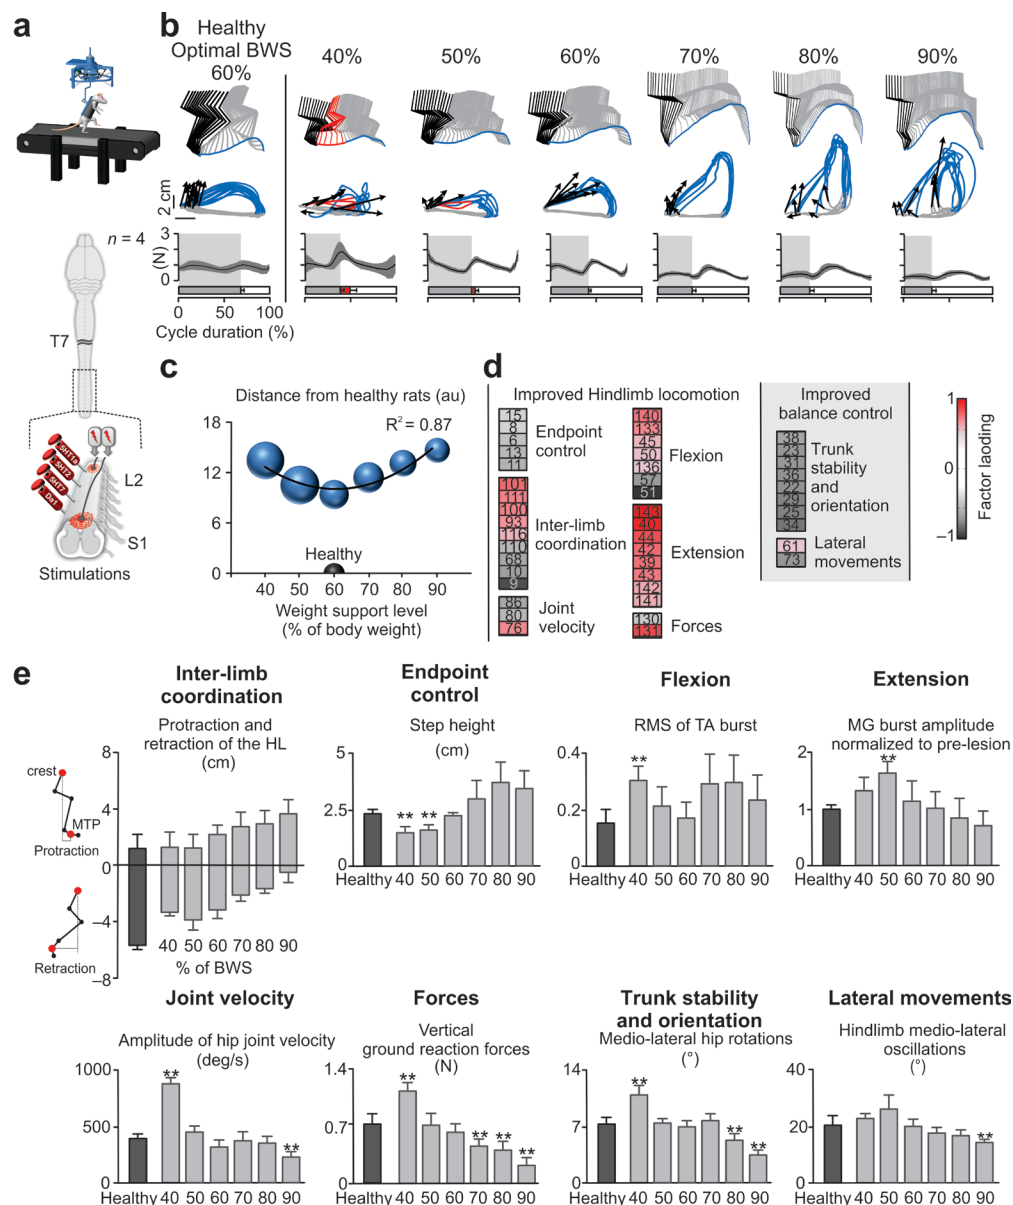 a
n = 4
T7
5HT1a
5HT2
5HT7
Da1
L2
S1
Stimulations
b
Healthy
Optimal BWS
60%
40%
50%
60%
70%
80%
90%
2 cm
3
(N)
0
0 50 100
Cycle duration (%)
c
Distance from healthy rats (au)
R² = 0.87
18
12
6
0
Healthy
40 50 60 70 80 90
Weight support level
(% of body weight)
d
Improved Hindlimb locomotion
15
8
6
13
11
Endpoint
control
101
111
100
93
116
110
68
10
9
Inter-limb
coordination
86
80
76
Joint
velocity
140
133
45
50
136
57
51
Flexion
143
40
44
42
39
43
142
141
Extension
130
131
Forces
Improved
balance control
38
23
31
36
22
29
25
34
Trunk
stability
and
orientation
61
73
Lateral
movements
1
0
–1
Factor laoding
e
Inter-limb
coordination
Protraction and
retraction of the HL
(cm)
crest
MTP
Protraction
Retraction
8
4
0
–4
–8
40 50 60 70 80 90
% of BWS
Endpoint
control
Step height
(cm)
5
2.5
0
** **
Healthy 40 50 60 70 80 90
Flexion
RMS of TA burst
0.4
0.2
0
**
Healthy 40 50 60 70 80 90
Extension
MG burst amplitude
normalized to pre-lesion
2
1
0
**
Healthy 40 50 60 70 80 90
Joint velocity
Amplitude of hip joint velocity
(deg/s)
1000
500
0
** **
Healthy 40 50 60 70 80 90
Forces
Vertical
ground reaction forces
(N)
1.4
0.7
0
** ** ** **
Healthy 40 50 60 70 80 90
Trunk stability
and orientation
Medio-lateral hip rotations
(°)
14
7
0
** ** **
Healthy 40 50 60 70 80 90
Lateral movements
Hindlimb medio-lateral
oscillations
(°)
40
20
0
**
Healthy 40 50 60 70 80 90